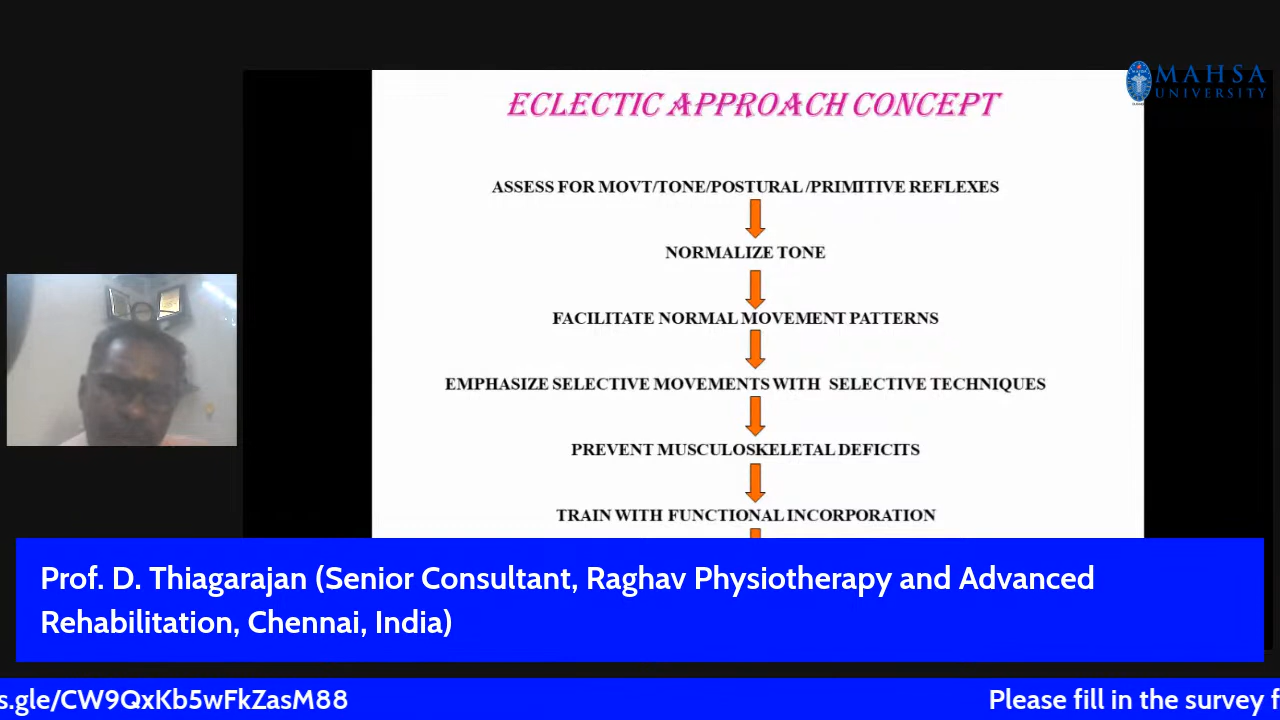 MAHSA
UNIVERSITY
ECLECTIC APPROACH CONCEPT
ASSESS FOR MOVT/TONE/POSTURAL /PRIMITIVE REFLEXES
NORMALIZE TONE
FACILITATE NORMAL MOVEMENT PATTERNS
EMPHASIZE SELECTIVE MOVEMENTS WITH SELECTIVE TECHNIQUES
PREVENT MUSCULOSKELETAL DEFICITS
TRAIN WITH FUNCTIONAL INCORPORATION
Prof. D. Thiagarajan (Senior Consultant, Raghav Physiotherapy and Advanced
Rehabilitation, Chennai, India)
s.gle/CW9QxKb5wFkZasM88 Please fill in the survey f